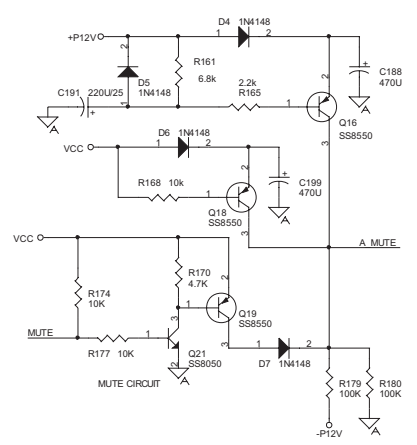 D4 1N4148
+P12V
1 2
2
R161
6.8k
D5
1N4148
1
C188
470U
2
C191 220U/25
2.2k
R165
1
Q16
SS8550
3
A
A
D6 1N4148
VCC
1 2
R168 10k
1
2
C199
470U
Q18
SS8550
3
A
A_MUTE
VCC
R174
10K
R170
4.7K
2
1
Q19
SS8550
3
3
MUTE
R177 10K
1
Q21
SS8050
2
1 2
D7 1N4148
A
MUTE CIRCUIT
R179
100K
R180
100K
-P12V
A